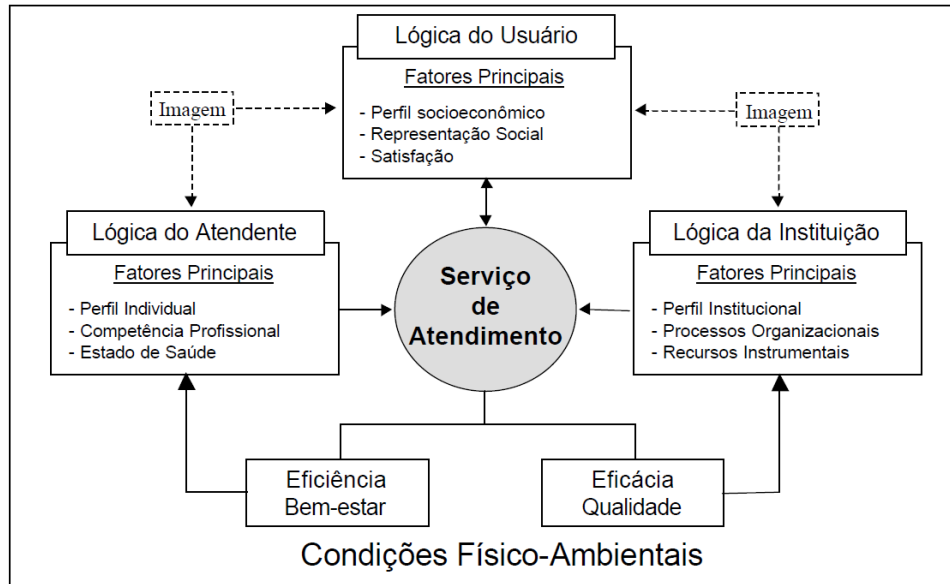 Lógica do Usuário
Fatores Principais
- Perfil socioeconômico
- Representação Social
- Satisfação
Imagem
Imagem
Lógica do Atendente
Fatores Principais
- Perfil Individual
- Competência Profissional
- Estado de Saúde
Serviço
de
Atendimento
Lógica da Instituição
Fatores Principais
- Perfil Institucional
- Processos Organizacionais
- Recursos Instrumentais
Eficiência
Bem-estar
Eficácia
Qualidade
Condições Físico-Ambientais